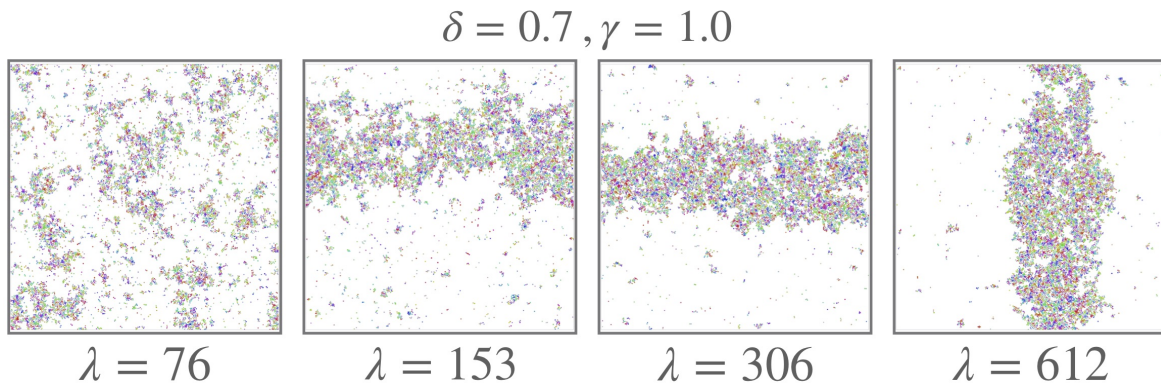 δ = 0.7 , γ = 1.0
λ = 76
λ = 153
λ = 306
λ = 612